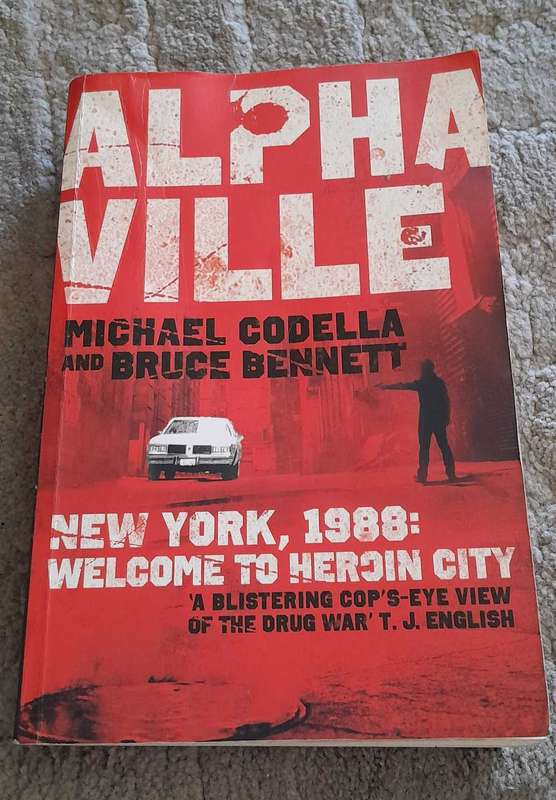 ALPHA
VILLE
MICHAEL CODELLA
AND BRUCE BENNETT
NEW YORK, 1988:
WELCOME TO HEROIN CITY
'A BLISTERING COP'S-EYE VIEW
OF THE DRUG WAR' T. J. ENGLISH